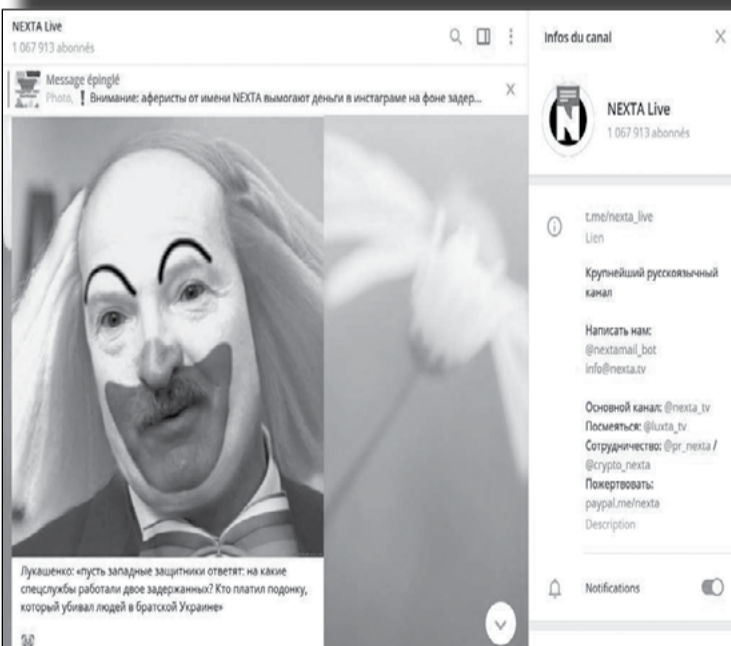 NEXTA Live
1 067 913 abonnés
Message épinglé
Photo, ❗ Внимание: аферисты от имени NEXTA вымогают деньги в инстаграме на фоне задер...
Лукашенко: «пусть западные защитники ответят: на какие
спецслужбы работали двое задержанных? Кто платил подонку,
который убивал людей в братской Украине»
Infos du canal
N
NEXTA Live
1 067 913 abonnés
t.me/nexta_live
Lien
Крупнейший русскоязычный
канал
Написать нам:
@nextamail_bot
info@nexta.tv
Основной канал: @nexta_tv
Посмеяться: @luxta_tv
Сотрудничество: @pr_nexta /
@crypto_nexta
Пожертвовать:
paypal.me/nexta
Description
Notifications